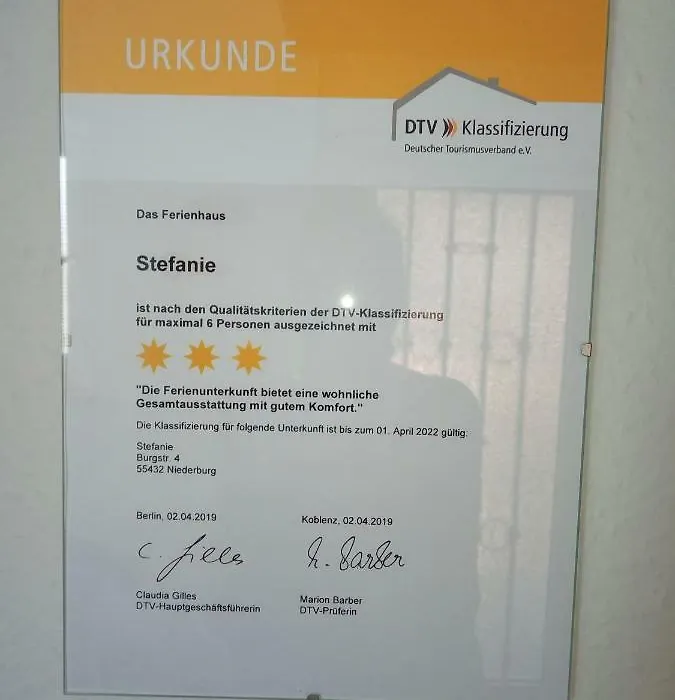 URKUNDE
DTV Klassifizierung
Deutscher Tourismusverband e.V.
Das Ferienhaus
Stefanie
ist nach den Qualitätskriterien der DTV-Klassifizierung
für maximal 6 Personen ausgezeichnet mit
"Die Ferienunterkunft bietet eine wohnliche
Gesamtausstattung mit gutem Komfort."
Die Klassifizierung für folgende Unterkunft ist bis zum 01. April 2022 gültig:
Stefanie
Burgstr. 4
55432 Niederburg
Berlin, 02.04.2019
Koblenz, 02.04.2019
C. Gilles
M. Barber
Claudia Gilles
DTV-Hauptgeschäftsführerin
Marion Barber
DTV-Prüferin